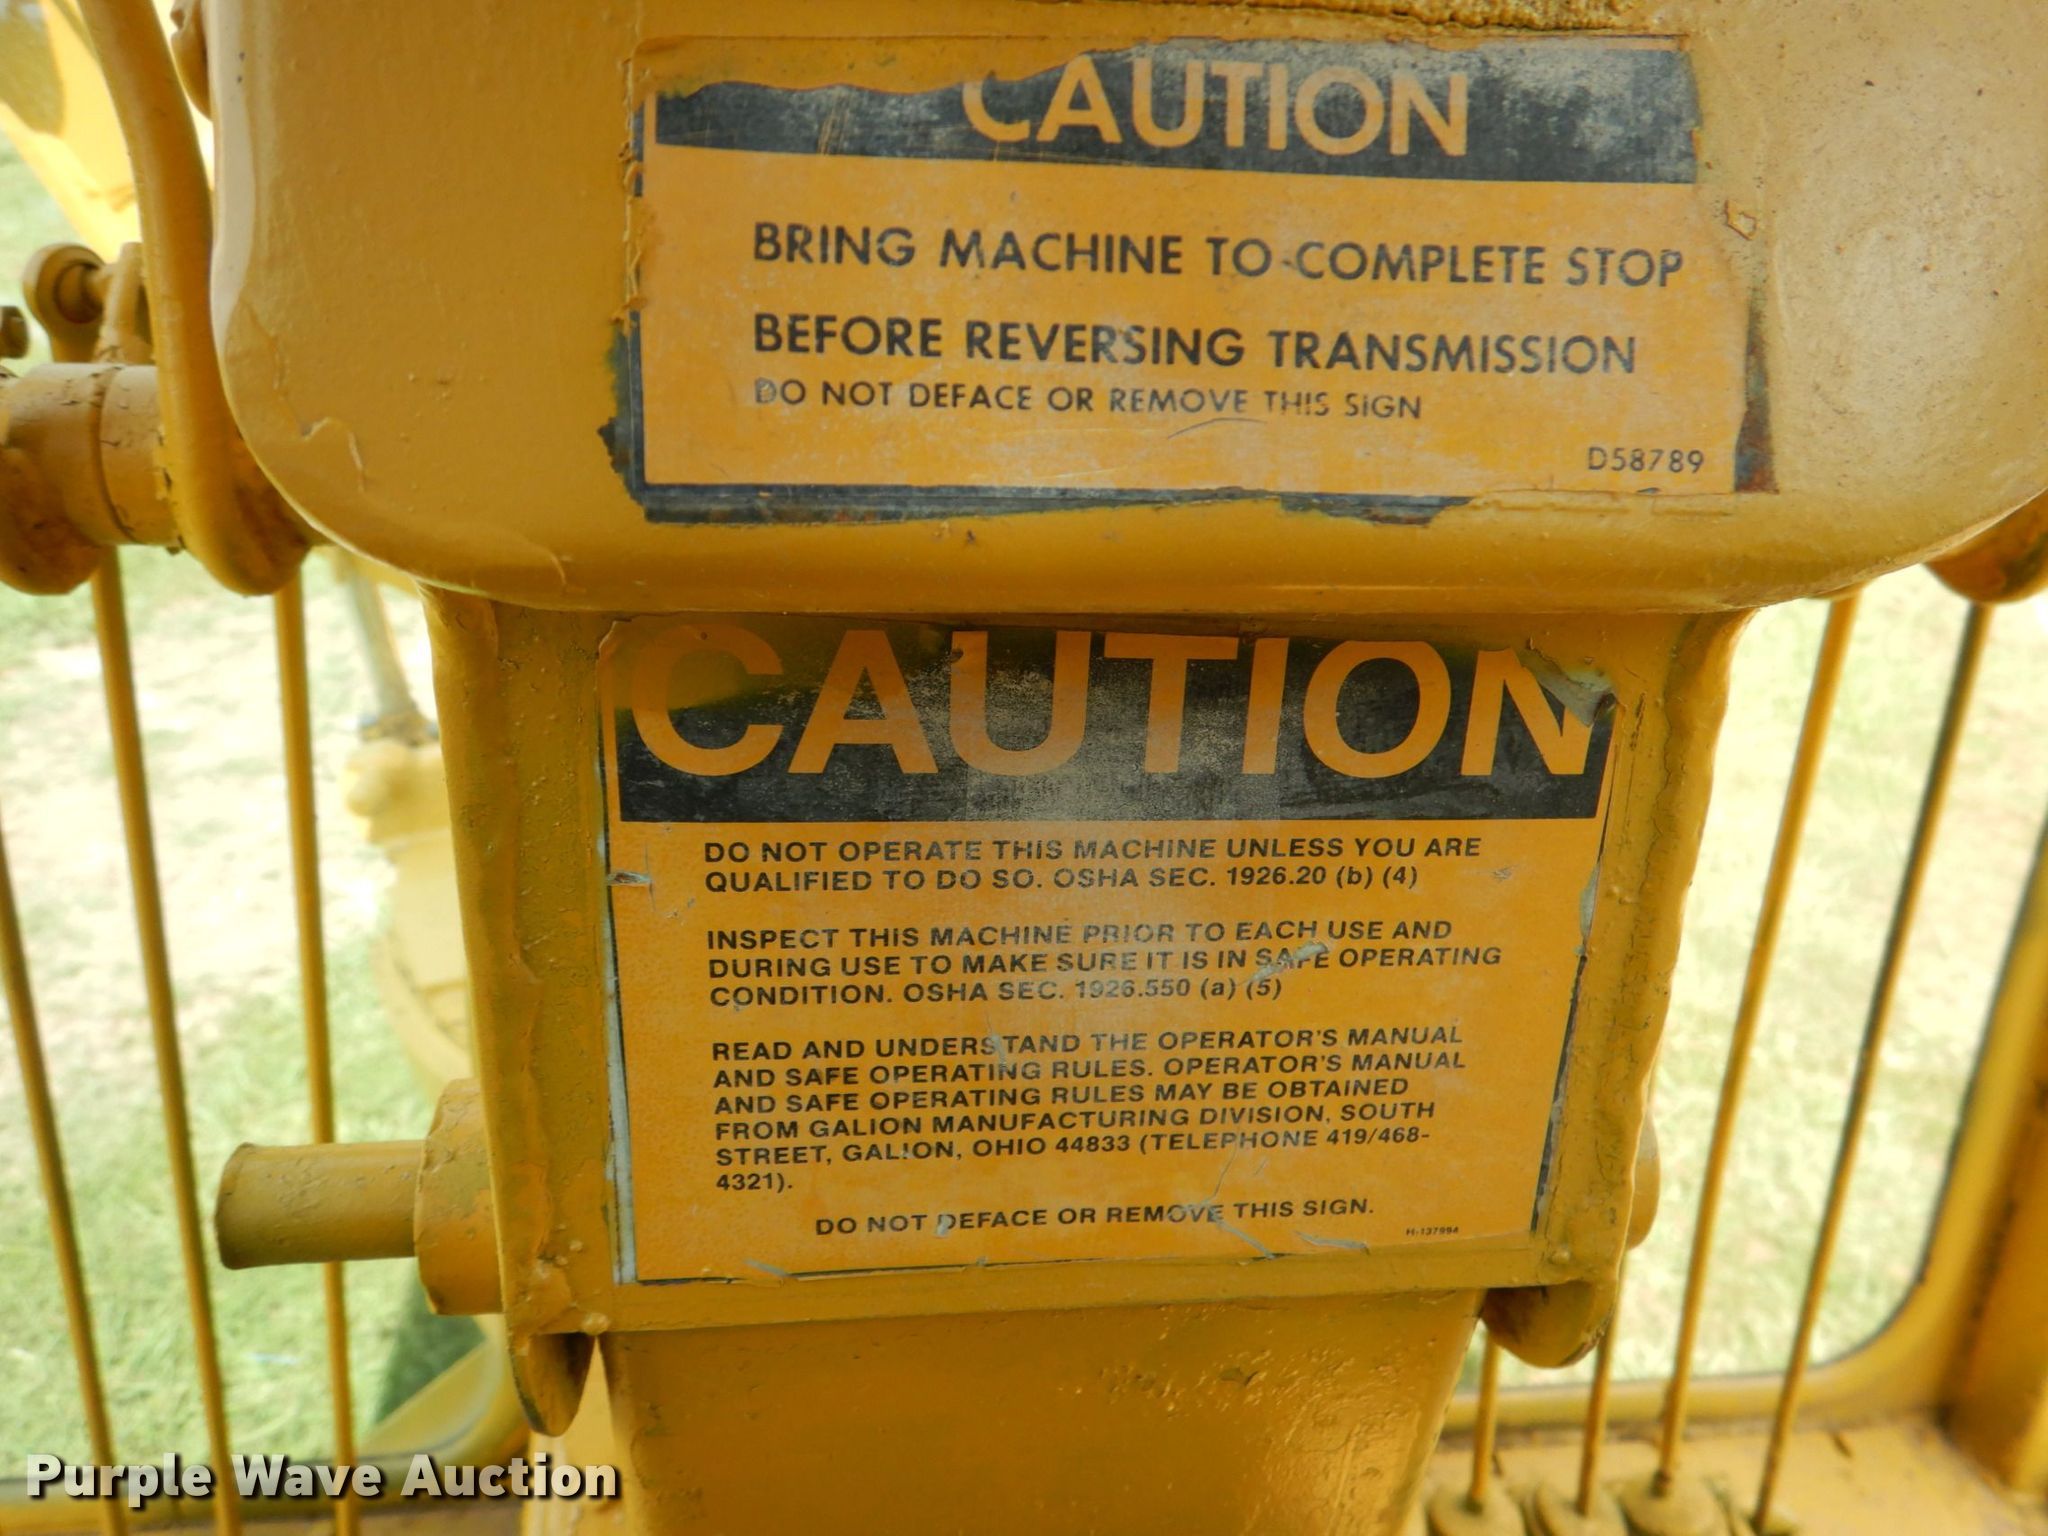 CAUTION
BRING MACHINE TO COMPLETE STOP
BEFORE REVERSING TRANSMISSION
DO NOT DEFACE OR REMOVE THIS SIGN
D58789
CAUTION
DO NOT OPERATE THIS MACHINE UNLESS YOU ARE
QUALIFIED TO DO SO. OSHA SEC. 1926.20 (b) (4)
INSPECT THIS MACHINE PRIOR TO EACH USE AND
DURING USE TO MAKE SURE IT IS IN SAFE OPERATING
CONDITION. OSHA SEC. 1926.550 (a) (5)
READ AND UNDERSTAND THE OPERATOR'S MANUAL
AND SAFE OPERATING RULES. OPERATOR'S MANUAL
AND SAFE OPERATING RULES MAY BE OBTAINED
FROM GALION MANUFACTURING DIVISION, SOUTH
STREET, GALION, OHIO 44833 (TELEPHONE 419/468-
4321).
DO NOT DEFACE OR REMOVE THIS SIGN.
H-137994
Purple Wave Auction